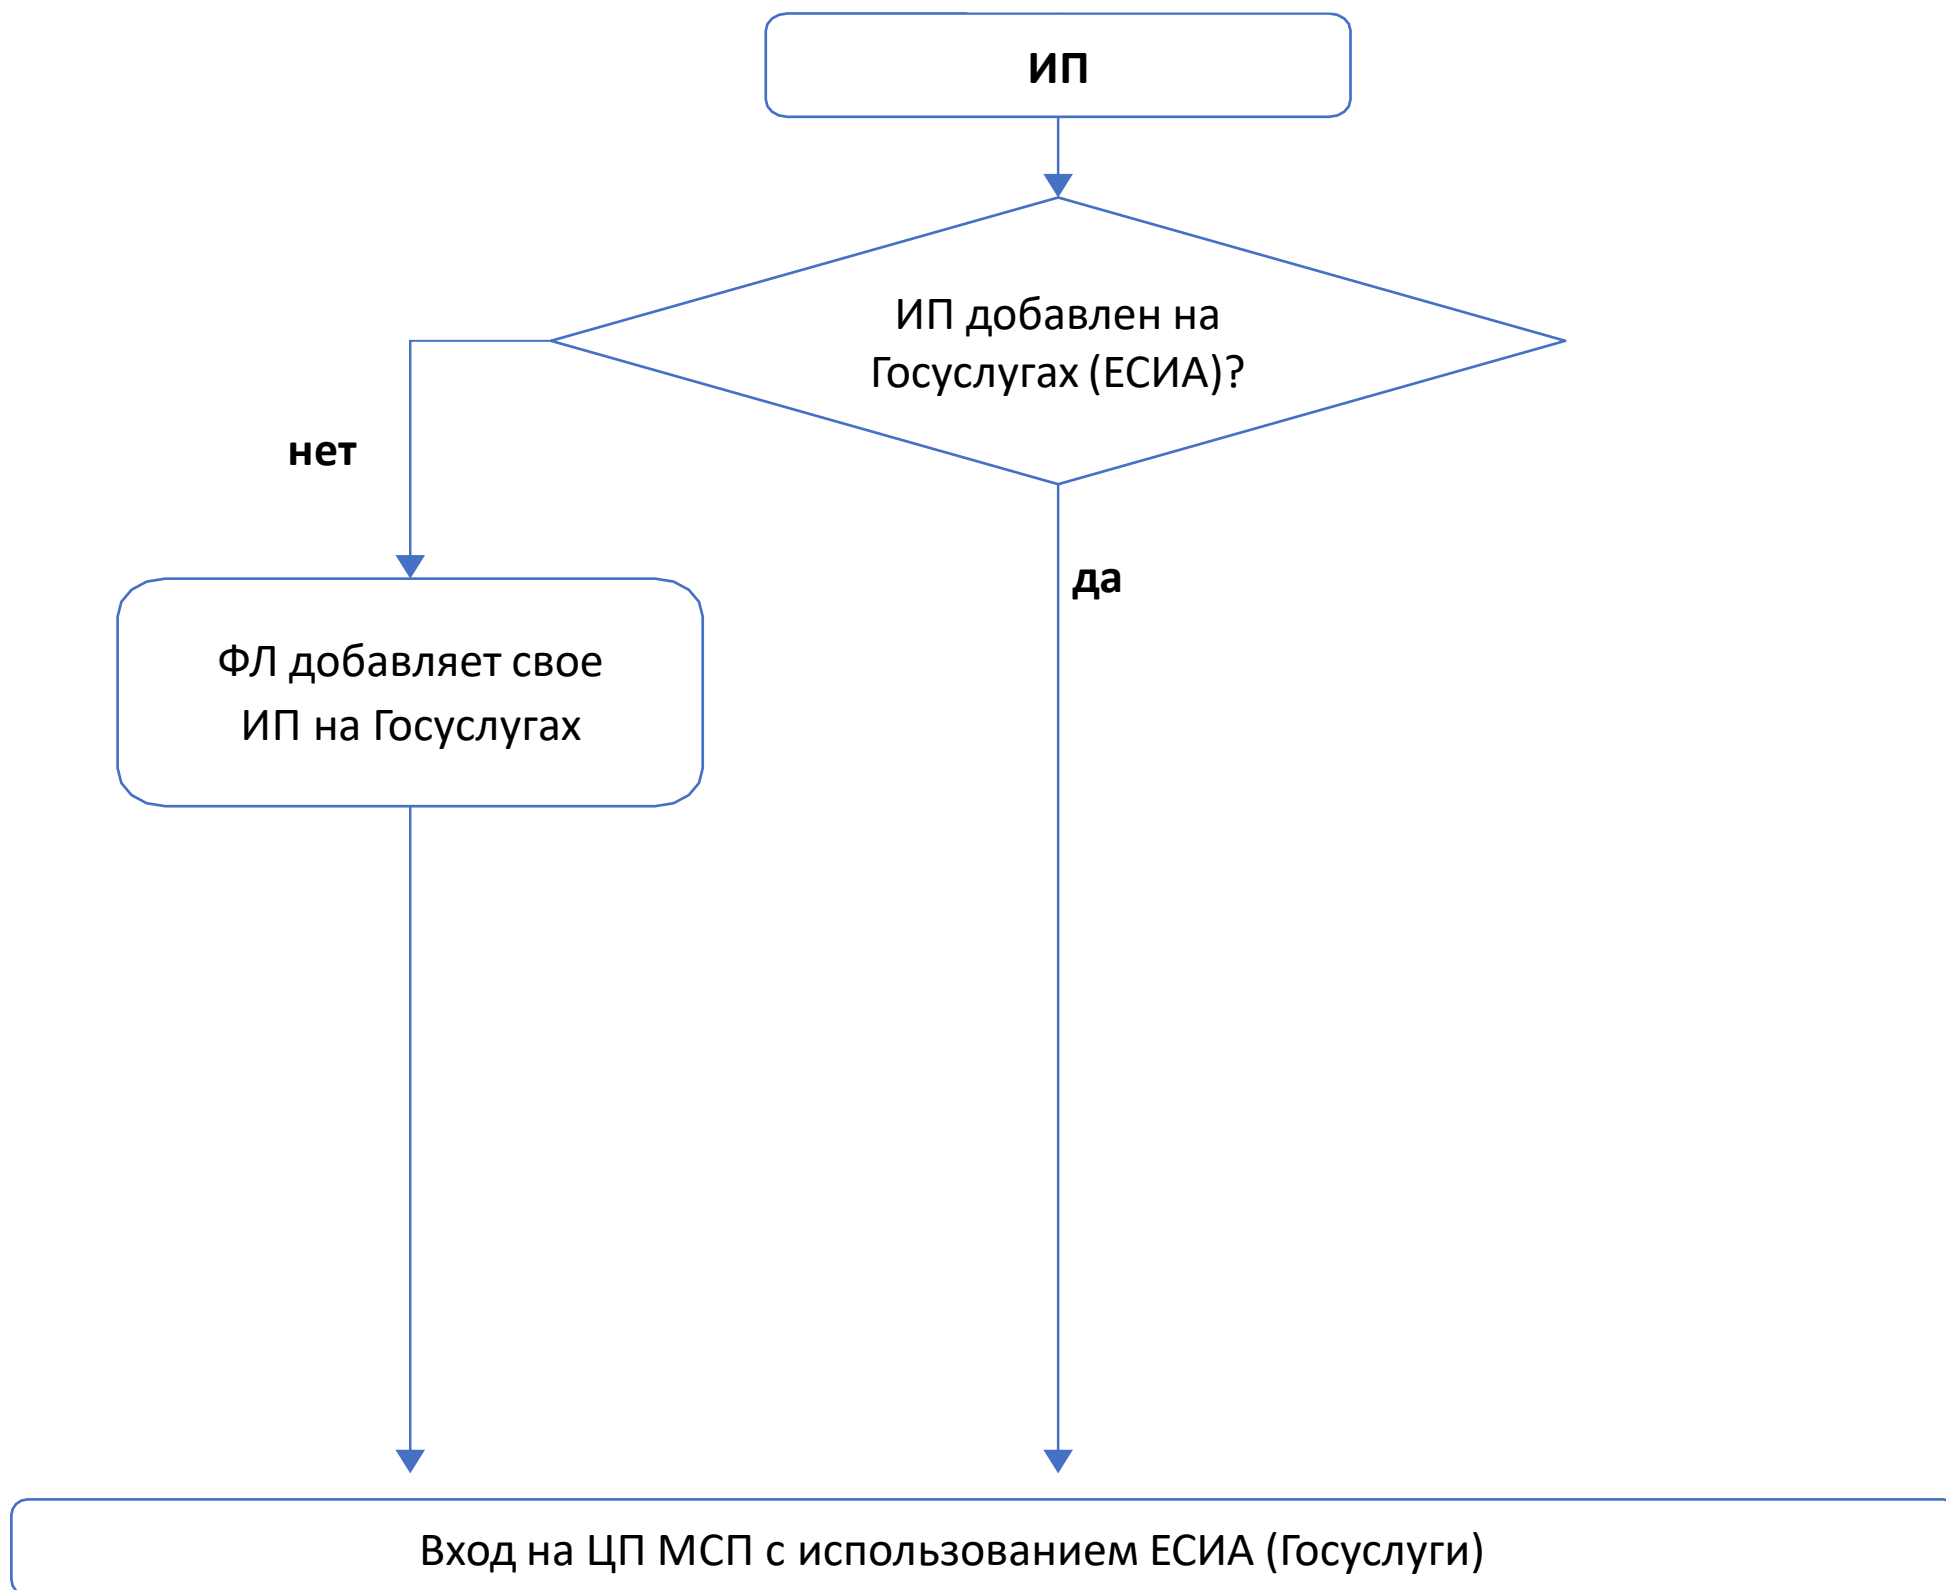 ИП
ИП добавлен на
Госуслугах (ЕСИА)?
нет
да
ФЛ добавляет свое
ИП на Госуслугах
Вход на ЦП МСП с использованием ЕСИА (Госуслуги)